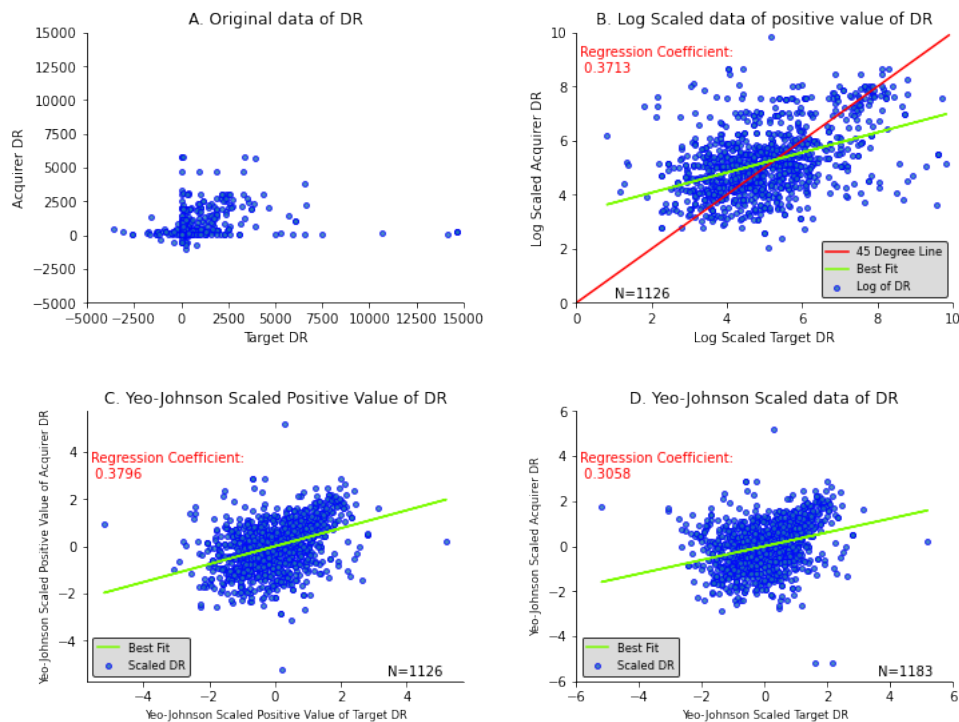 A. Original data of DR
15000
12500
10000
7500
5000
2500
0
−2500
−5000
Acquirer DR
−5000 −2500 0 2500 5000 7500 10000 12500 15000
Target DR
B. Log Scaled data of positive value of DR
10
8
6
4
2
0
Log Scaled Acquirer DR
Regression Coefficient:
0.3713
45 Degree Line
Best Fit
Log of DR
N=1126
0 2 4 6 8 10
Log Scaled Target DR
C. Yeo-Johnson Scaled Positive Value of DR
4
2
0
−2
−4
Yeo-Johnson Scaled Positive Value of Acquirer DR
Regression Coefficient:
0.3796
Best Fit
Scaled DR
N=1126
−4 −2 0 2 4
Yeo-Johnson Scaled Positive Value of Target DR
D. Yeo-Johnson Scaled data of DR
6
4
2
0
−2
−4
−6
Yeo-Johnson Scaled Acquirer DR
Regression Coefficient:
0.3058
Best Fit
Scaled DR
N=1183
−6 −4 −2 0 2 4 6
Yeo-Johnson Scaled Target DR